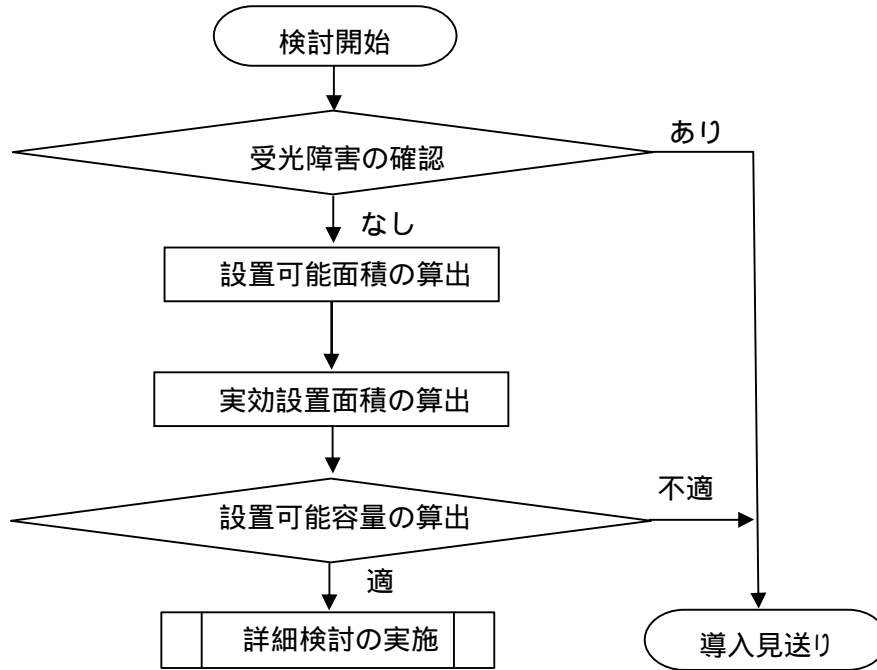 検討開始
受光障害の確認
あり
なし
設置可能面積の算出
実効設置面積の算出
設置可能容量の算出
不適
適
詳細検討の実施
導入見送り